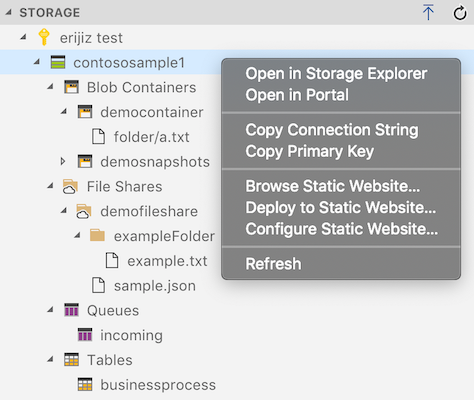 STORAGE
erijiz test
contososample1
Blob Containers
democontainer
folder/a.txt
demosnapshots
File Shares
demofileshare
exampleFolder
example.txt
sample.json
Queues
incoming
Tables
businessprocess
Open in Storage Explorer
Open in Portal
Copy Connection String
Copy Primary Key
Browse Static Website...
Deploy to Static Website...
Configure Static Website...
Refresh